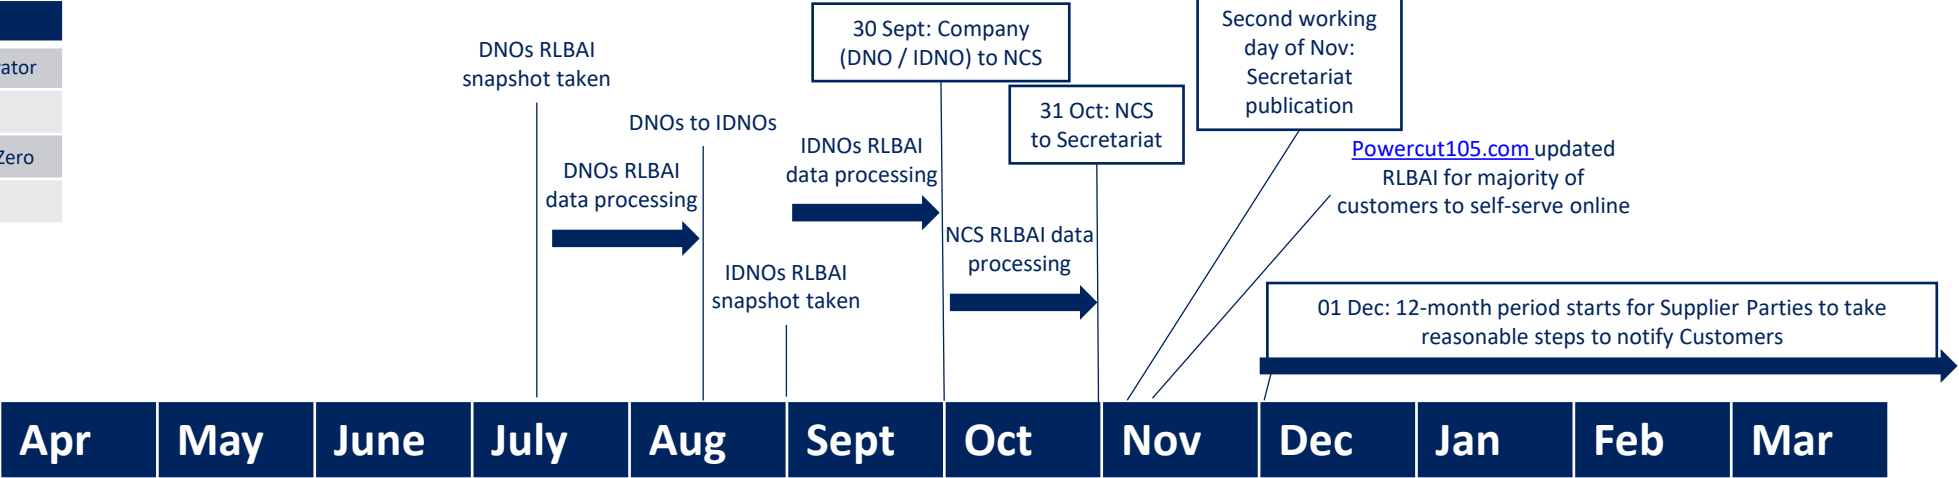 ator
Zero
DNOs RLBAI
snapshot taken
DNOs to IDNOs
DNOs RLBAI
data processing
IDNOs RLBAI
snapshot taken
IDNOs RLBAI
data processing
30 Sept: Company
(DNO / IDNO) to NCS
NCS RLBAI data
processing
31 Oct: NCS
to Secretariat
Second working
day of Nov:
Secretariat
publication
Powercut105.com updated
RLBAI for majority of
customers to self-serve online
01 Dec: 12-month period starts for Supplier Parties to take
reasonable steps to notify Customers
Apr May June July Aug Sept Oct Nov Dec Jan Feb Mar